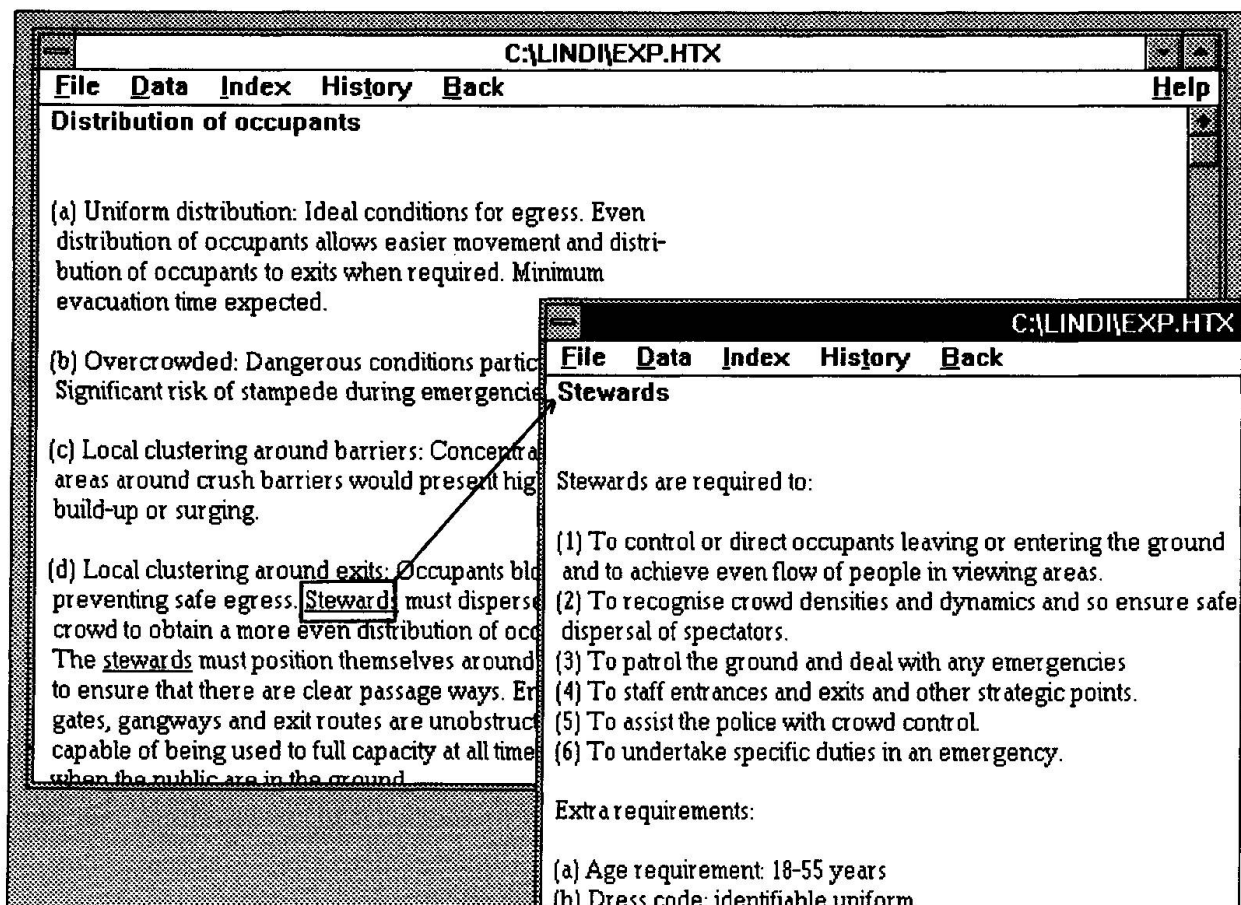 C:\LINDI\EXP.HTX
File Data Index History Back Help
Distribution of occupants
(a) Uniform distribution: Ideal conditions for egress. Even
distribution of occupants allows easier movement and distri-
bution of occupants to exits when required. Minimum
evacuation time expected.
(b) Overcrowded: Dangerous conditions partic
Significant risk of stampede during emergencie
(c) Local clustering around barriers: Concentra
areas around crush barriers would present hig
build-up or surging.
(d) Local clustering around exits: Occupants blo
preventing safe egress. Stewards must disperse
crowd to obtain a more even distribution of occ
The stewards must position themselves around
to ensure that there are clear passage ways. En
gates, gangways and exit routes are unobstruct
capable of being used to full capacity at all time
when the public are in the ground
C:\LINDI\EXP.HTX
File Data Index History Back
Stewards
Stewards are required to:
(1) To control or direct occupants leaving or entering the ground
and to achieve even flow of people in viewing areas.
(2) To recognise crowd densities and dynamics and so ensure safe
dispersal of spectators.
(3) To patrol the ground and deal with any emergencies
(4) To staff entrances and exits and other strategic points.
(5) To assist the police with crowd control.
(6) To undertake specific duties in an emergency.
Extra requirements:
(a) Age requirement: 18-55 years
(b) Dress code: identifiable uniform